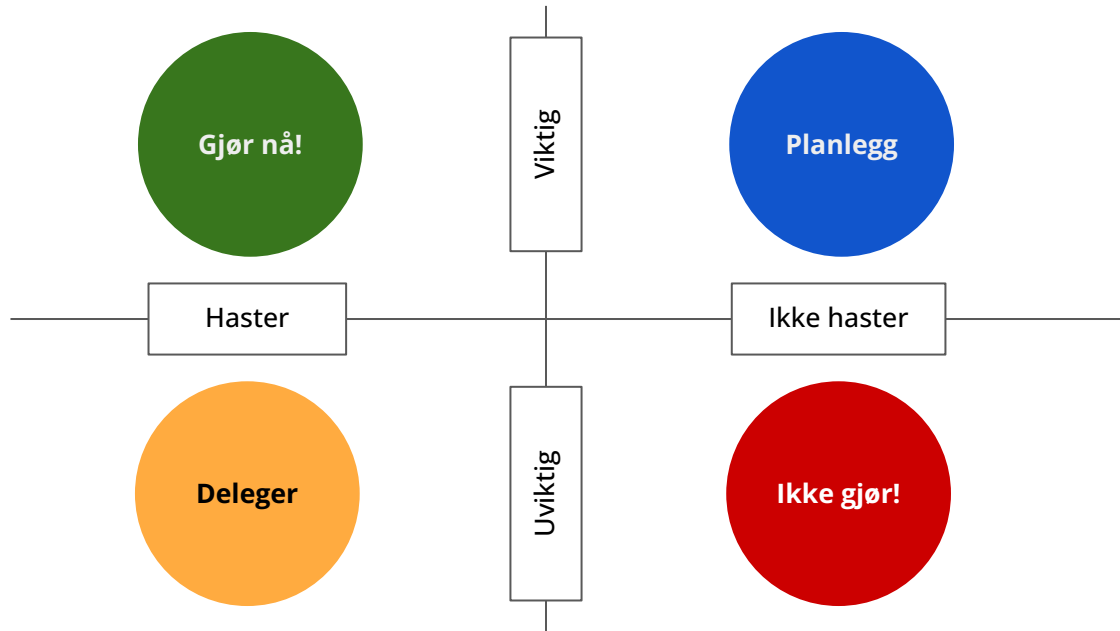 Gjør nå!
Viktig
Planlegg
Haster
Ikke haster
Deleger
Uviktig
Ikke gjør!